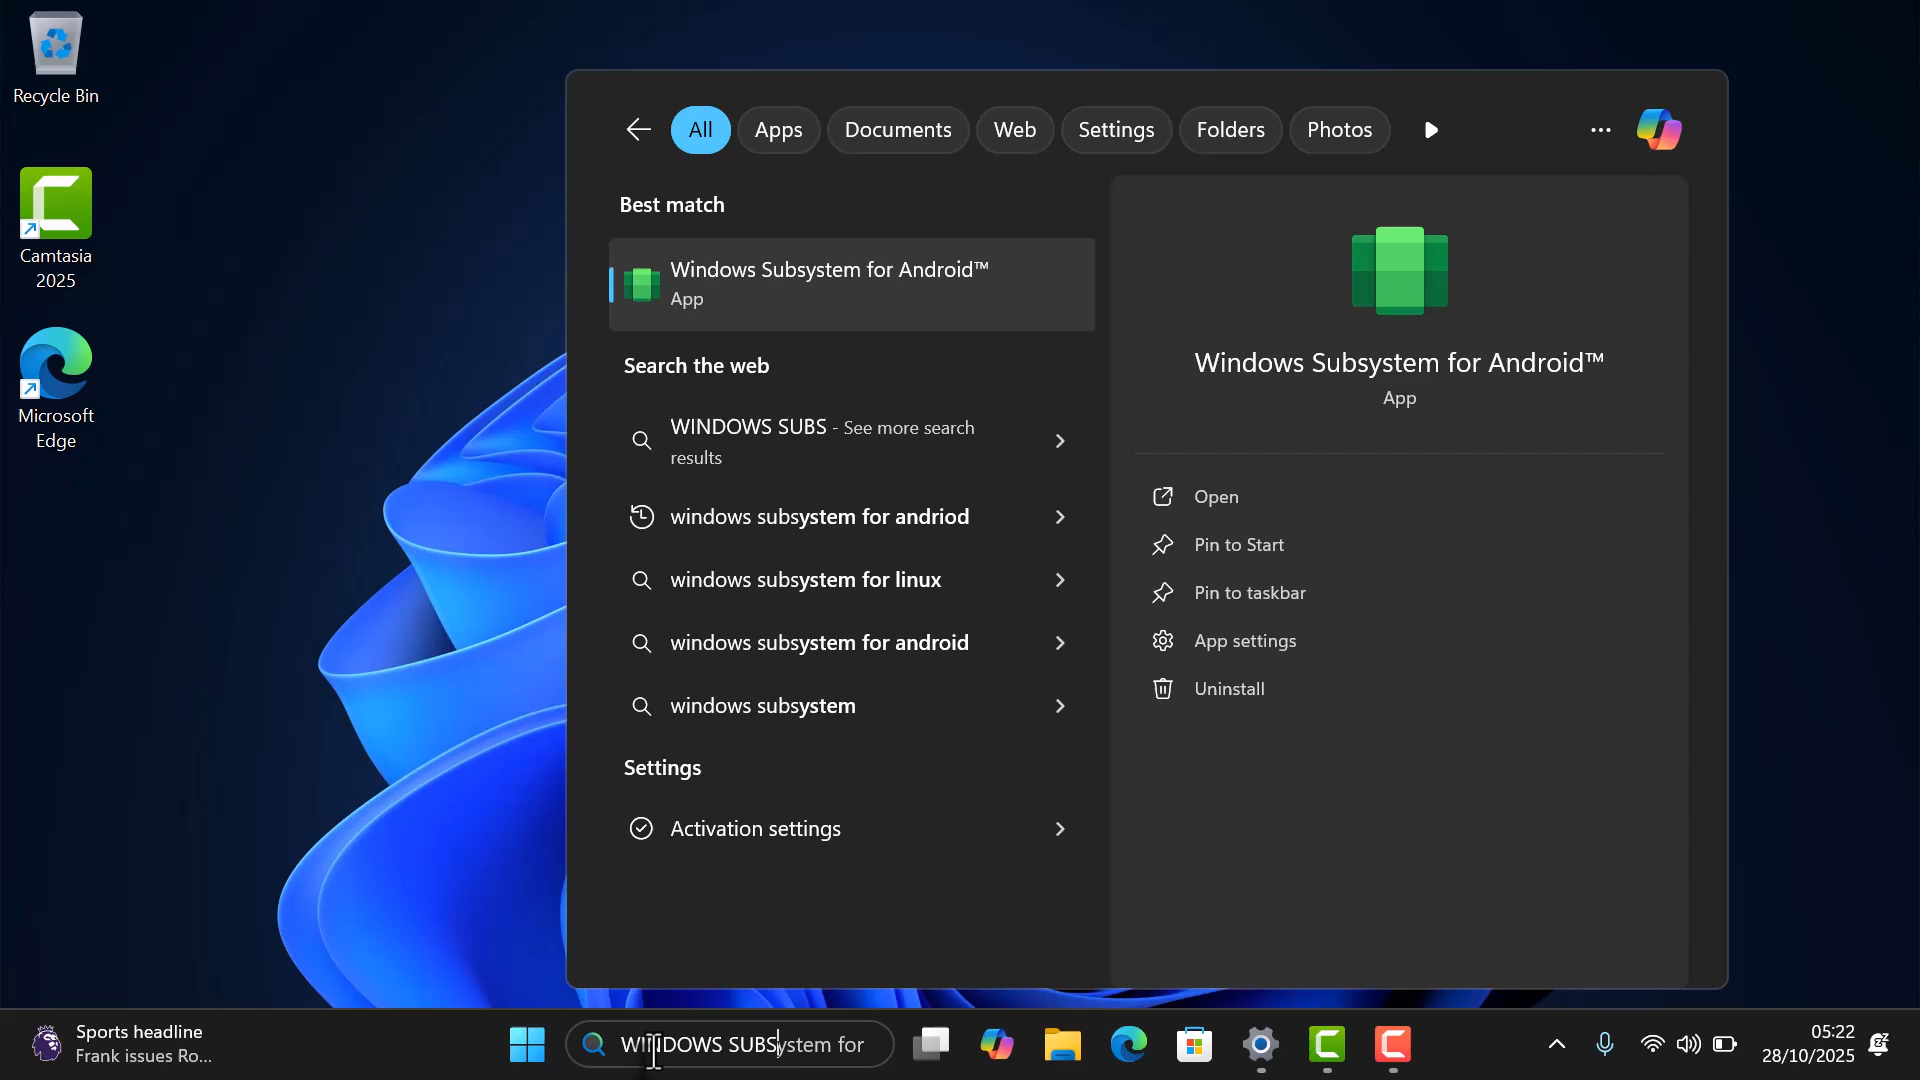 Recycle Bin
Camtasia
2025
Microsoft
Edge
All
Apps
Documents
Web
Settings
Folders
Photos
Best match
Windows Subsystem for Android™
App
Search the web
WINDOWS SUBS - See more search
results
windows subsystem for andriod
windows subsystem for linux
windows subsystem for android
windows subsystem
Settings
Activation settings
Windows Subsystem for Android™
App
Open
Pin to Start
Pin to taskbar
App settings
Uninstall
Sports headline
Frank issues Ro...
WINDOWS SUBSystem for
05:22
28/10/2025